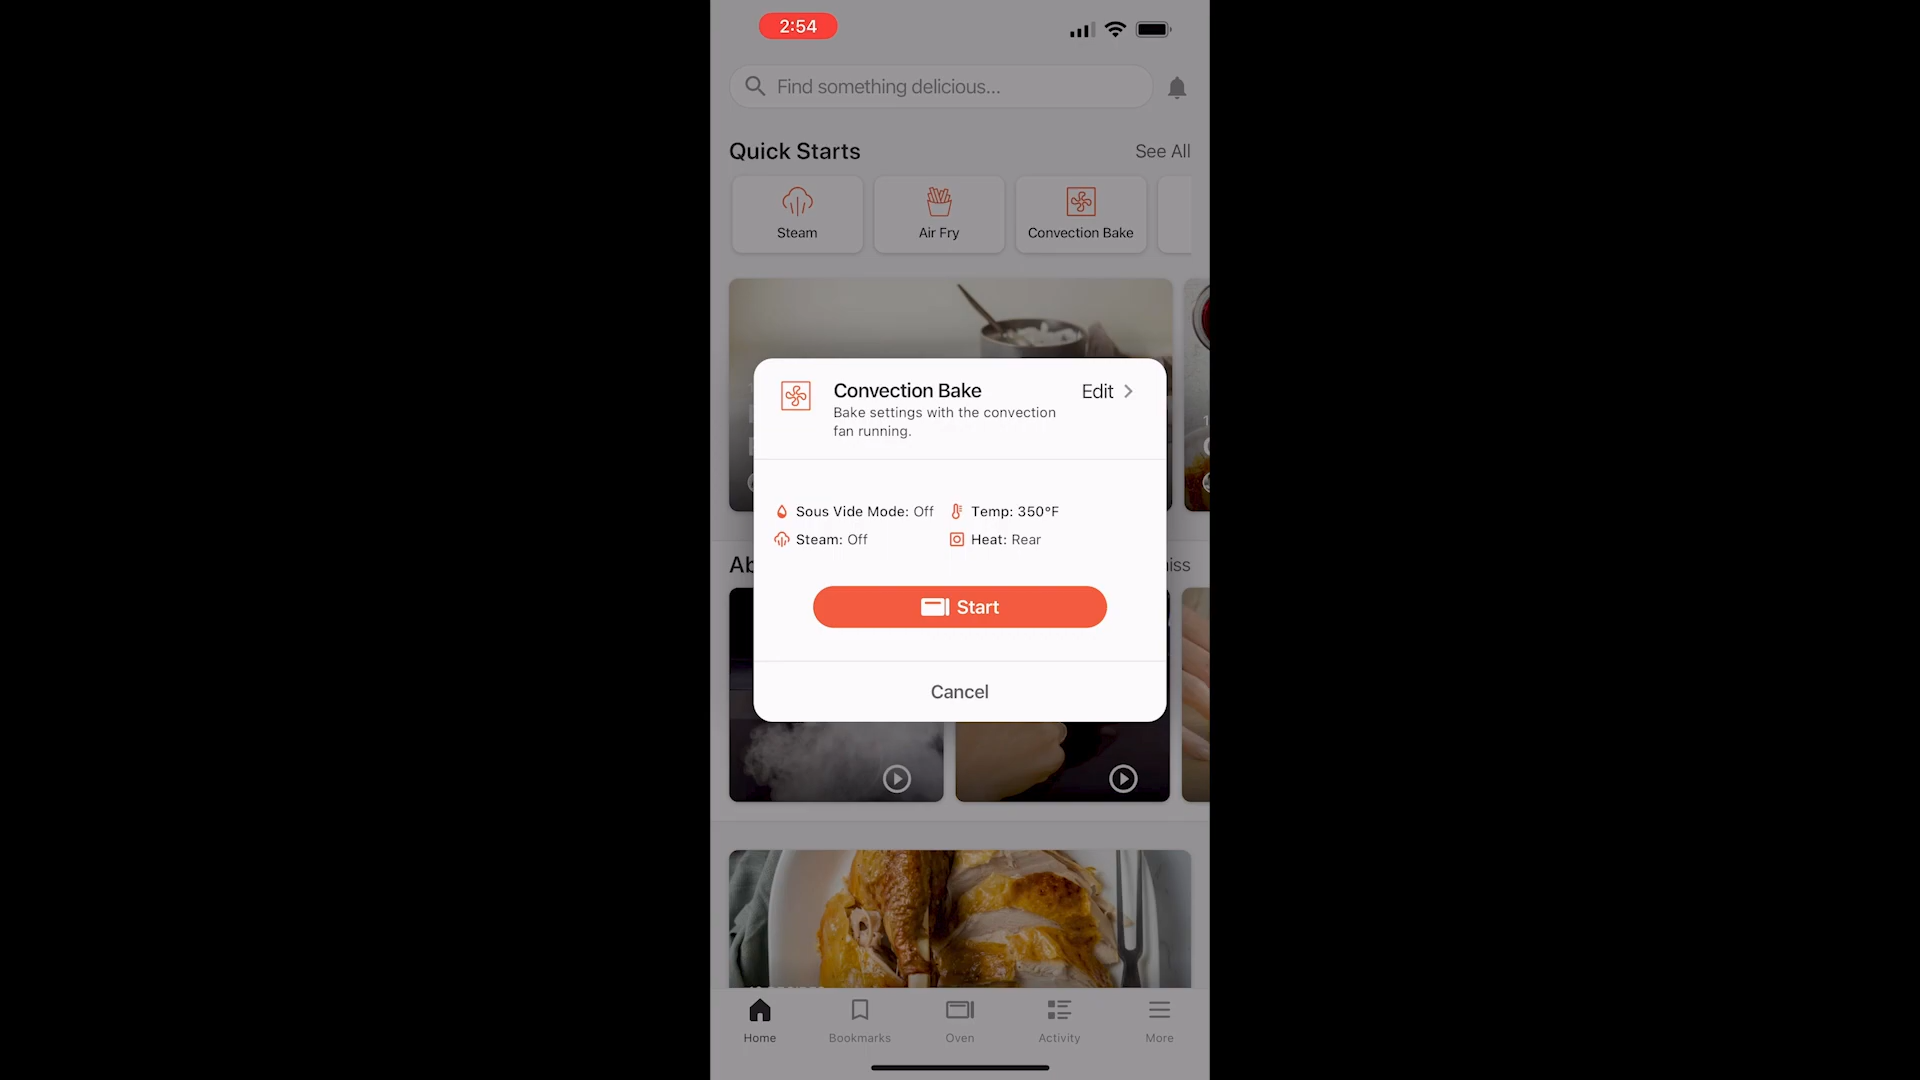 2:54
Find something delicious...
Quick Starts
See All
Steam
Air Fry
Convection Bake
Convection Bake
Edit
Bake settings with the convection
fan running.
Sous Vide Mode: Off
Temp: 350°F
Steam: Off
Heat: Rear
Start
Cancel
Home
Bookmarks
Oven
Activity
More